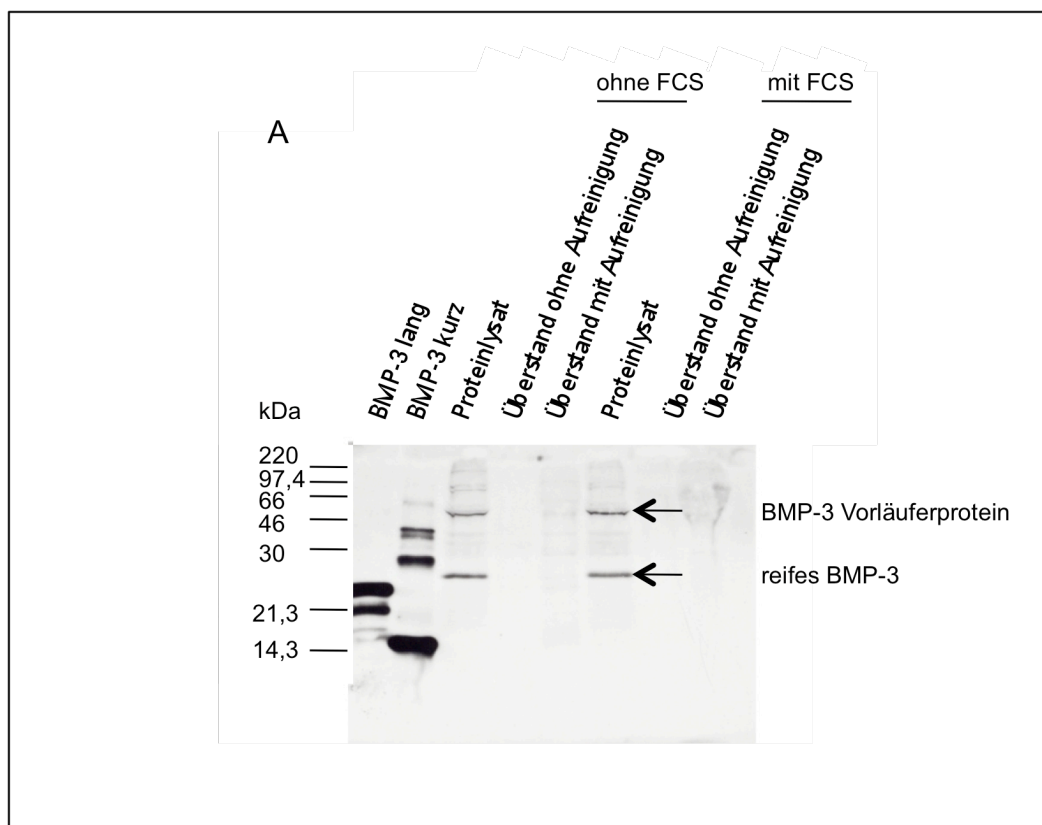 ohne FCS
mit FCS
A
BMP-3 lang
BMP-3 kurz
Proteinlysat
Überstand ohne Aufreinigung
Überstand mit Aufreinigung
Proteinlysat
Überstand ohne Aufreinigung
Überstand mit Aufreinigung
kDa
220
97,4
66
46
30
21,3
14,3
BMP-3 Vorläuferprotein
reifes BMP-3